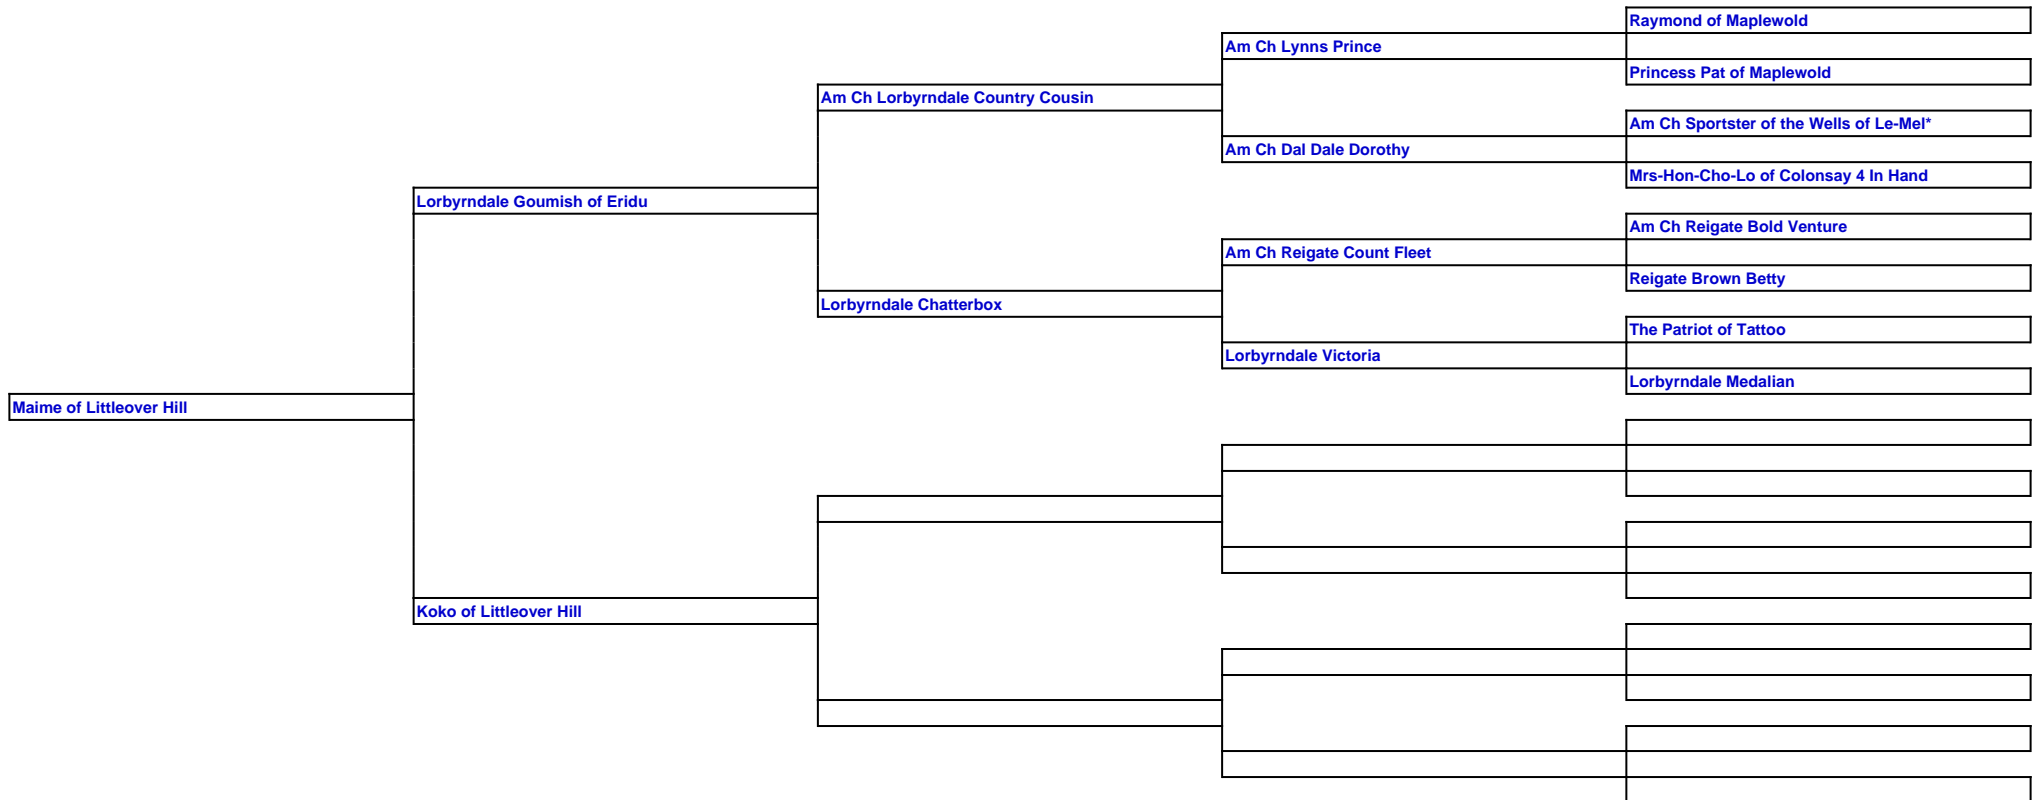 Raymond of Maplewold
Am Ch Lynns Prince
Princess Pat of Maplewold
Am Ch Lorbyrndale Country Cousin
Am Ch Sportster of the Wells of Le-Mel*
Am Ch Dal Dale Dorothy
Mrs-Hon-Cho-Lo of Colonsay 4 In Hand
Lorbyrndale Goumish of Eridu
Am Ch Reigate Bold Venture
Am Ch Reigate Count Fleet
Reigate Brown Betty
Lorbyrndale Chatterbox
The Patriot of Tattoo
Lorbyrndale Victoria
Lorbyrndale Medalian
Maime of Littleover Hill
Koko of Littleover Hill